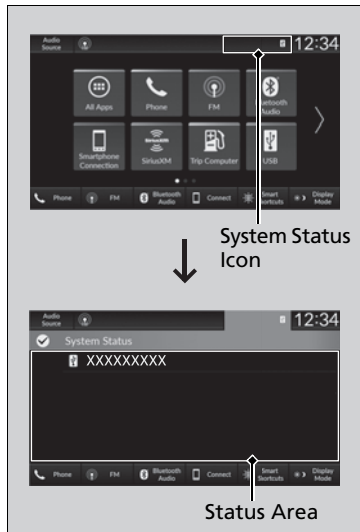 Audio
Source
12:34
All Apps
Phone
FM
Bluetooth
Audio
Smartphone
Connection
SiriusXM
SiriusXM
Trip Computer
USB
Phone
FM
Bluetooth
Audio
Connect
Smart
Shortcuts
Display
Mode
System Status
Icon
Audio
Source
12:34
System Status
XXXXXXXXX
Phone
FM
Bluetooth
Audio
Connect
Smart
Shortcuts
Display
Mode
Status Area